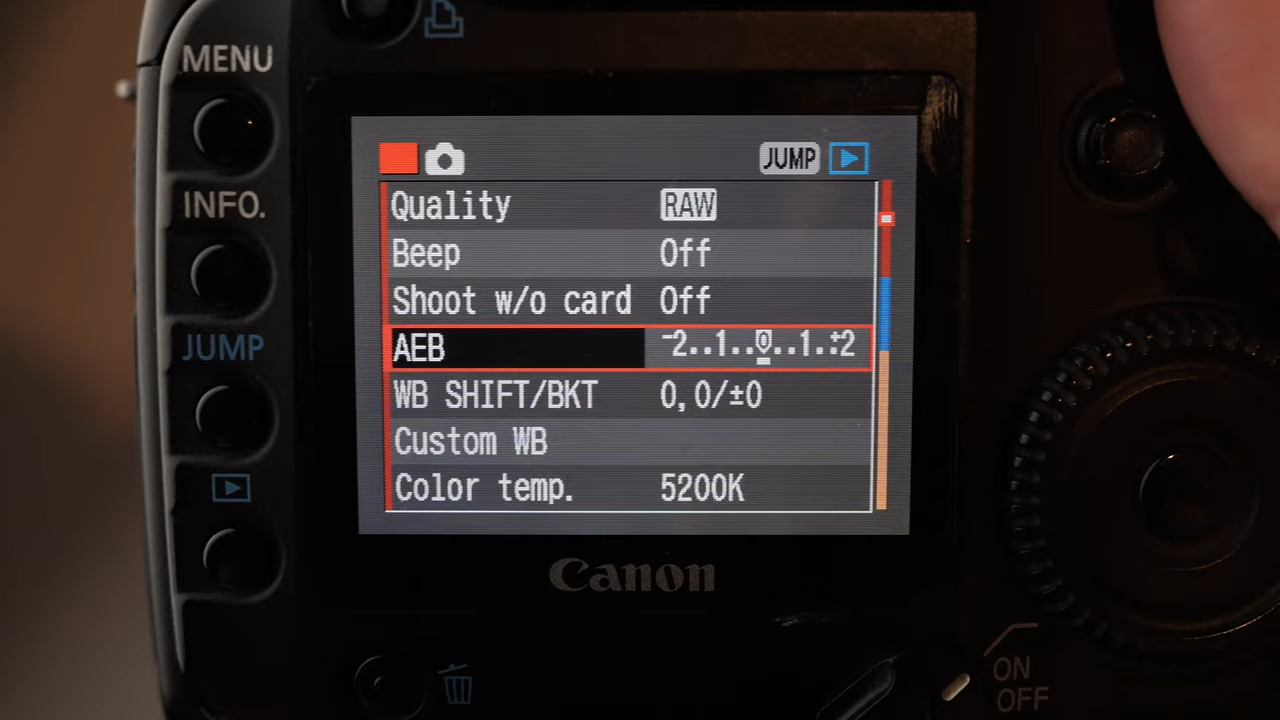 MENU
JUMP
INFO.
Quality RAW
Beep Off
Shoot w/o card Off
JUMP
AEB -2..1..0..1.:+2
WB SHIFT/BKT 0,0/±0
Custom WB
Color temp. 5200K
Canon
ON
OFF